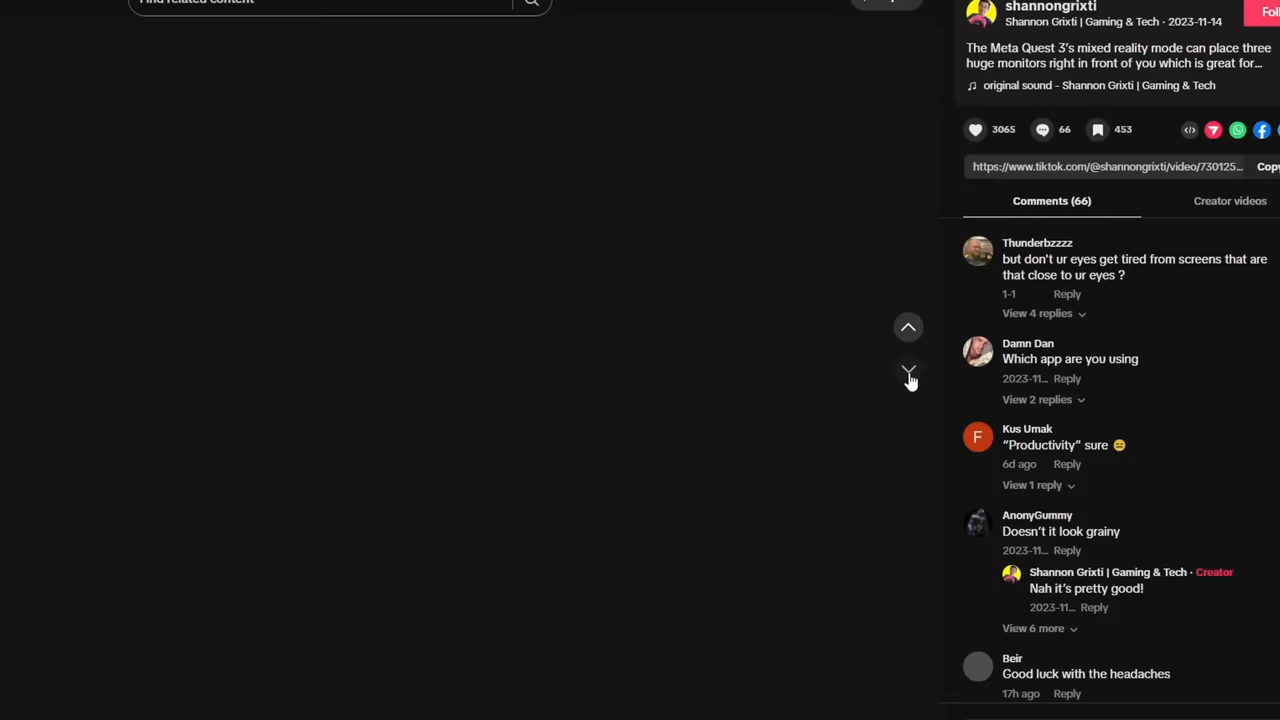 Find related content
shannongrixti
Shannon Grixti | Gaming & Tech · 2023-11-14
The Meta Quest 3's mixed reality mode can place three
huge monitors right in front of you which is great for...
♫ original sound - Shannon Grixti | Gaming & Tech
3065
66
453
https://www.tiktok.com/@shannongrixti/video/730125...
Comments (66)
Creator videos
Thunderbzzzz
but don't ur eyes get tired from screens that are
that close to ur eyes ?
1-1 Reply
View 4 replies
Damn Dan
Which app are you using
2023-11... Reply
View 2 replies
F
Kus Umak
“Productivity” sure 😄
6d ago Reply
View 1 reply
AnonyGummy
Doesn't it look grainy
2023-11... Reply
Shannon Grixti | Gaming & Tech · Creator
Nah it's pretty good!
2023-11... Reply
View 6 more
Beir
Good luck with the headaches
17h ago Reply